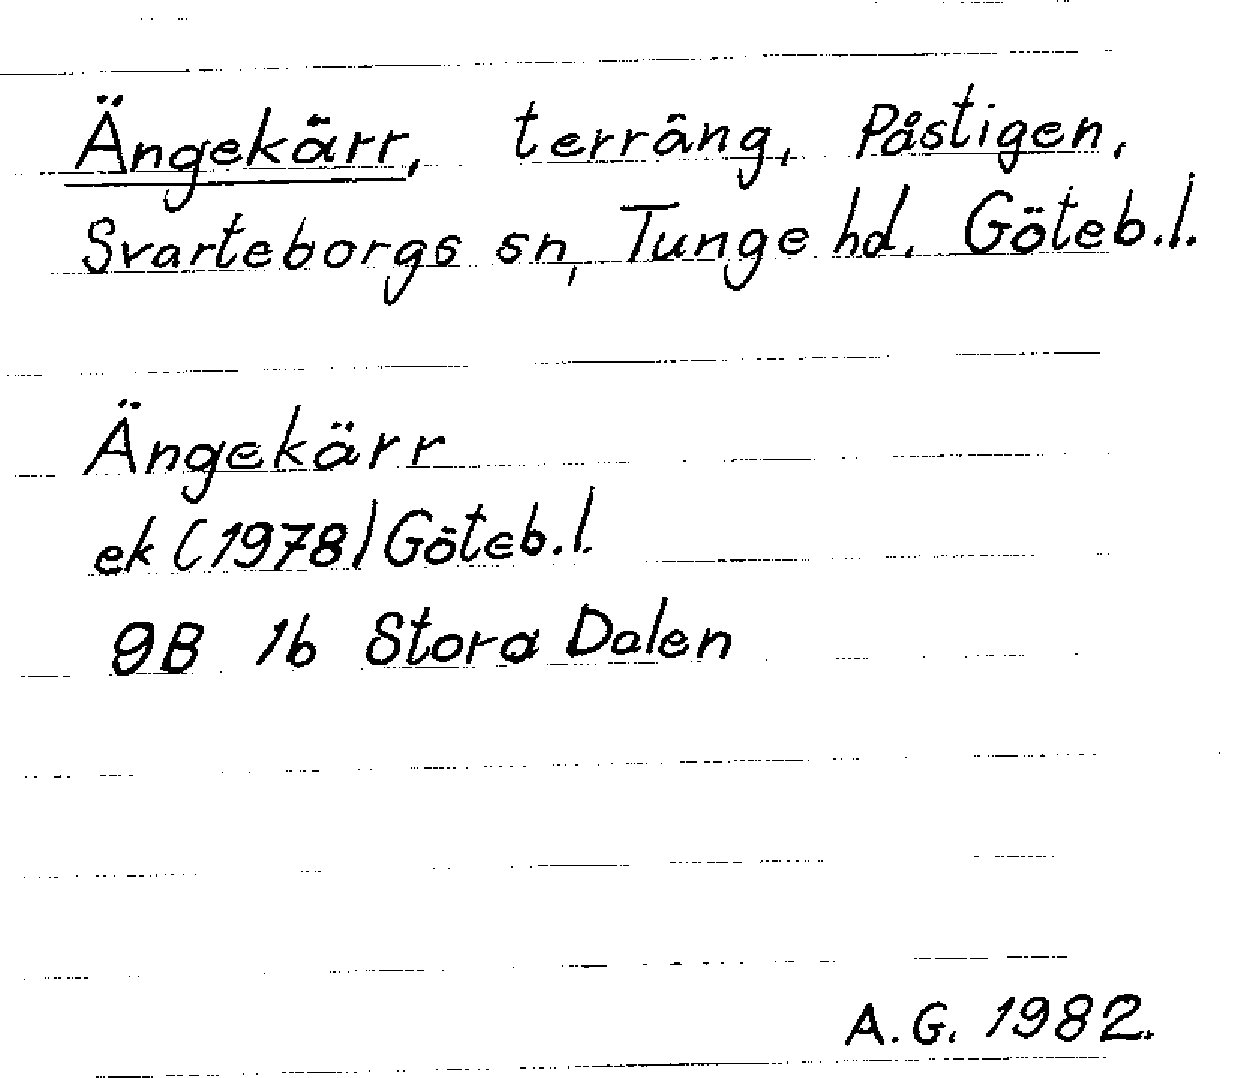 Ängekärr, terräng, Påstigen,
Svarteborgs sn, Tunge hd. Göteb.l.
Ängekärr
ek (1978) Göteb.l.
9B 1b Stora Dalen
A.G. 1982.